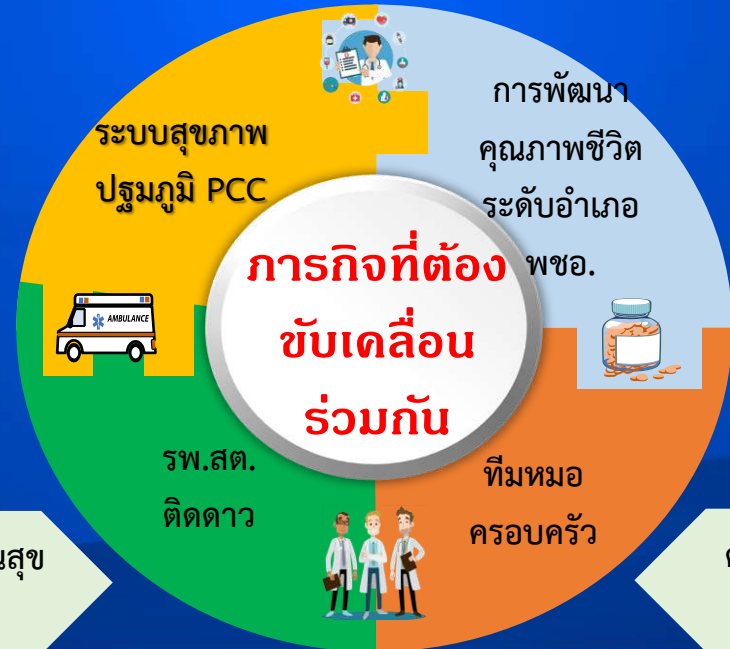 ระบบสุขภาพ
ปฐมภูมิ PCC
การพัฒนา
คุณภาพชีวิต
ระดับอำเภอ
พชอ.
ภารกิจที่ต้อง
ขับเคลื่อน
ร่วมกัน
AMBULANCE
รพ.สต.
ติดดาว
ทีมหมอ
ครอบครัว